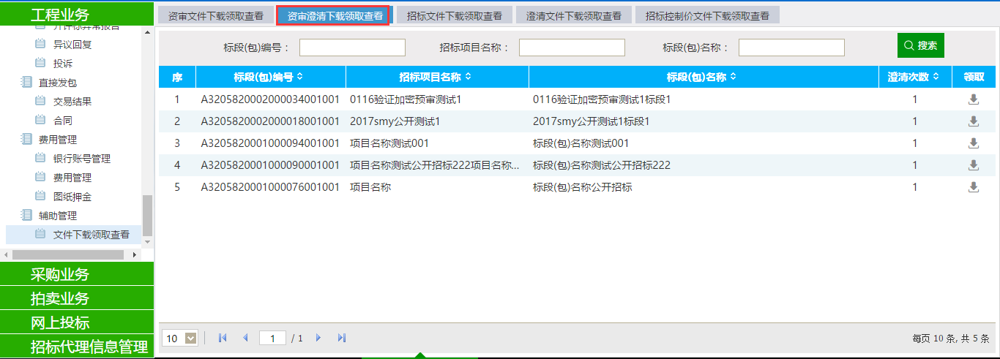 工程业务
开评标异常报告
异议回复
投诉
直接发包
交易结果
合同
费用管理
银行账号管理
费用管理
图纸押金
辅助管理
文件下载领取查看
采购业务
拍卖业务
网上投标
招标代理信息管理
资审文件下载领取查看 资审澄清下载领取查看 招标文件下载领取查看 澄清文件下载领取查看 招标控制价文件下载领取查看
标段(包)编号： 招标项目名称： 标段(包)名称： 搜索
序 标段(包)编号 招标项目名称 标段(包)名称 澄清次数 领取
1 A3205820002000034001001 0116验证加密预审测试1 0116验证加密预审测试1标段1 1
2 A3205820002000018001001 2017smy公开测试1 2017smy公开测试1标段1 1
3 A3205820001000094001001 项目名称测试001 标段(包)名称测试001 1
4 A3205820001000090001001 项目名称测试公开招标222项目名称... 标段(包)名称测试公开招标222 1
5 A3205820001000076001001 项目名称 标段(包)名称公开招标 1
10 1 / 1 每页 10 条, 共 5 条